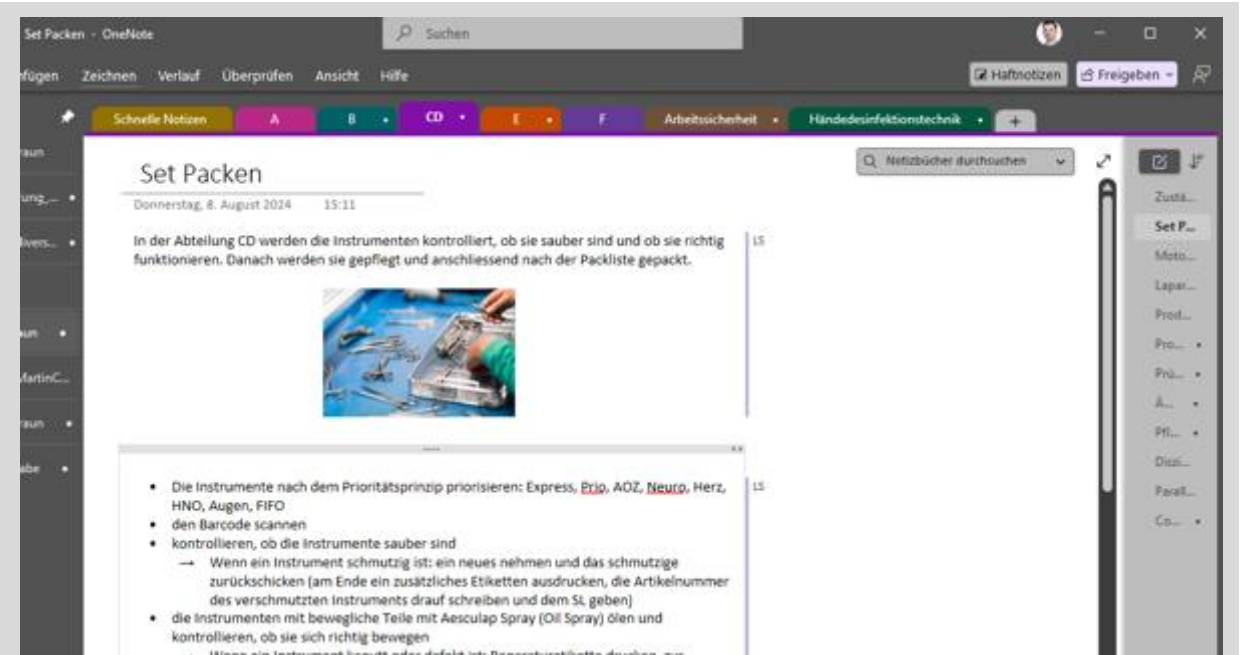 Set Packen - OneNote
Suchen
Zeichnen Verlauf Überprüfen Ansicht Hilfe
Haftnotizen Freigeben
Schnelle Notizen A B CD E F Arbeitssicherheit Händedesinfektionstechnik +
Notizbücher durchsuchen
Set Packen
Donnerstag, 8. August 2024 15:11
In der Abteilung CD werden die Instrumenten kontrolliert, ob sie sauber sind und ob sie richtig
funktionieren. Danach werden sie gepflegt und anschliessend nach der Packliste gepackt.
LS
• Die Instrumente nach dem Prioritätsprinzip priorisieren: Express, Prio, AOZ, Neuro, Herz,
HNO, Augen, FIFO
LS
• den Barcode scannen
• kontrollieren, ob die Instrumente sauber sind
→ Wenn ein Instrument schmutzig ist: ein neues nehmen und das schmutzige
zurückschicken (am Ende ein zusätzliches Etiketten ausdrucken, die Artikelnummer
des verschmutzten Instruments drauf schreiben und dem SL geben)
• die Instrumenten mit bewegliche Teile mit Aesculap Spray (Oil Spray) ölen und
kontrollieren, ob sie sich richtig bewegen
Set P...
Moto...
Lapar...
Prod...
Pro...
Prü...
A...
Pfl...
Parall...
Co...